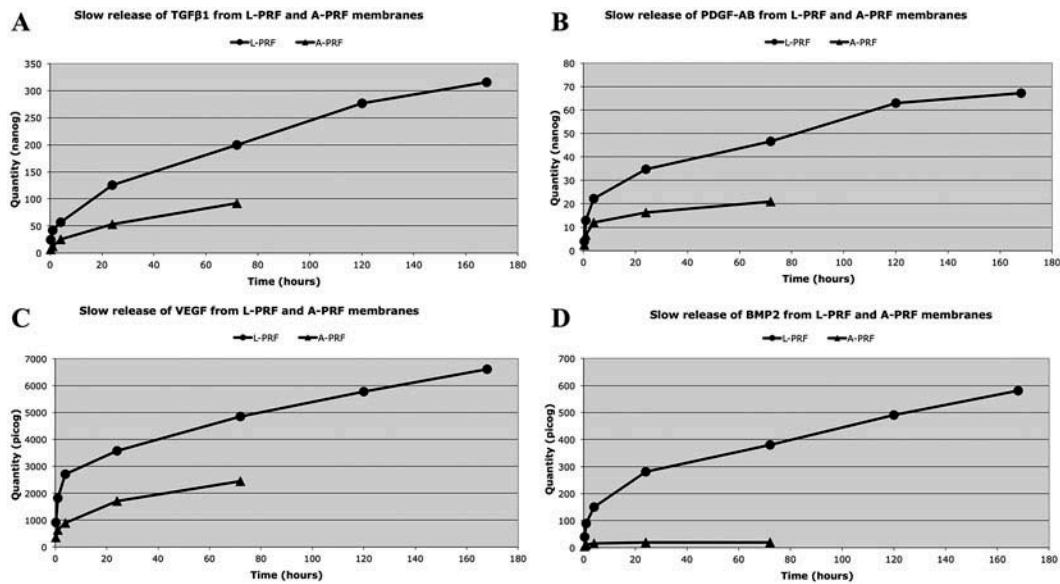 A
Slow release of TGFβ1 from L-PRF and A-PRF membranes
L-PRF A-PRF
Quantity (nanog)
350
300
250
200
150
100
50
0
0 20 40 60 80 100 120 140 160 180
Time (hours)
B
Slow release of PDGF-AB from L-PRF and A-PRF membranes
L-PRF A-PRF
Quantity (nanog)
80
70
60
50
40
30
20
10
0
0 20 40 60 80 100 120 140 160 180
Time (hours)
C
Slow release of VEGF from L-PRF and A-PRF membranes
L-PRF A-PRF
Quantity (picog)
7000
6000
5000
4000
3000
2000
1000
0
0 20 40 60 80 100 120 140 160 180
Time (hours)
D
Slow release of BMP2 from L-PRF and A-PRF membranes
L-PRF A-PRF
Quantity (picog)
700
600
500
400
300
200
100
0
0 20 40 60 80 100 120 140 160 180
Time (hours)